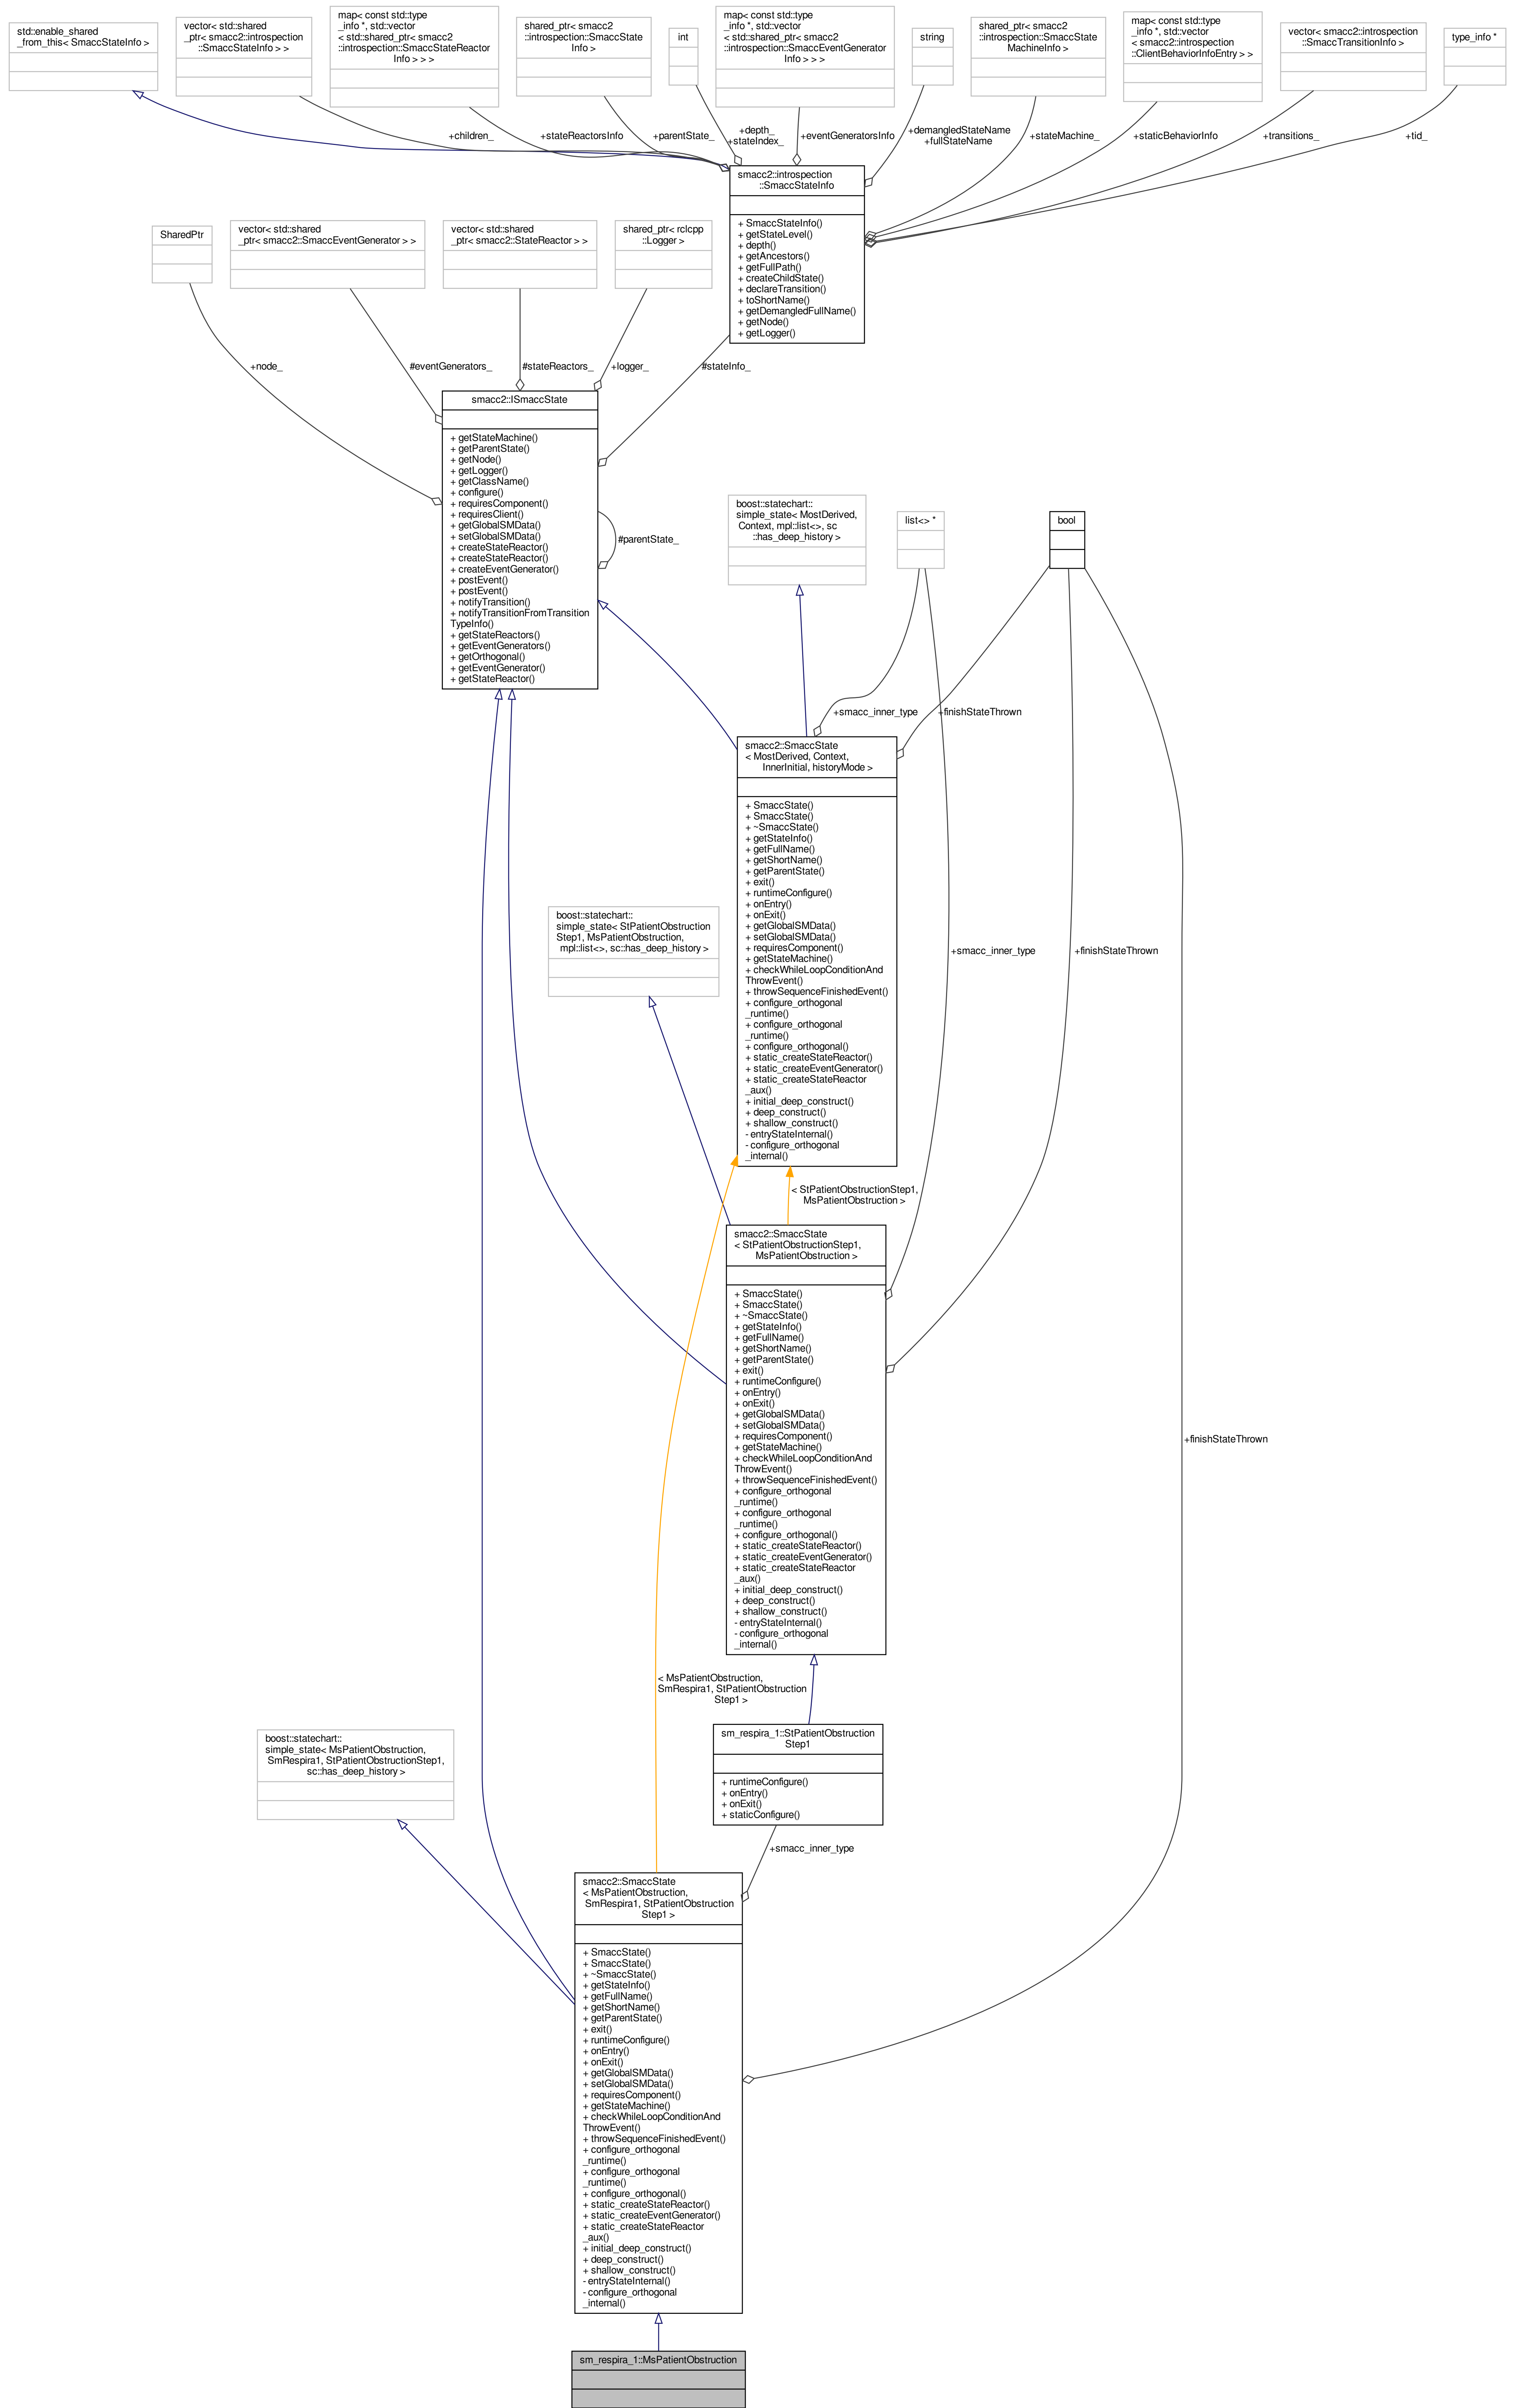 std::enable_shared
_from_this< SmaccStateInfo >
vector< std::shared
_ptr< smacc2::introspection
::SmaccStateInfo > >
map< const std::type
_info *, std::vector
< std::shared_ptr< smacc2
::introspection::SmaccStateReactor
Info > > >
shared_ptr< smacc2
::introspection::SmaccState
Info >
int
map< const std::type
_info *, std::vector
< std::shared_ptr< smacc2
::introspection::SmaccEventGenerator
Info > > >
string
shared_ptr< smacc2
::introspection::SmaccState
MachineInfo >
map< const std::type
_info *, std::vector
< smacc2::introspection
::ClientBehaviorInfoEntry > >
vector< smacc2::introspection
::SmaccTransitionInfo >
type_info *
+children_
+stateReactorsInfo
+parentState_
+depth_
+stateIndex_
+eventGeneratorsInfo
+demangledStateName
+fullStateName
+stateMachine_
+staticBehaviorInfo
+transitions_
+tid_
smacc2::introspection
::SmaccStateInfo
+ SmaccStateInfo()
+ getStateLevel()
+ depth()
+ getAncestors()
+ getFullPath()
+ createChildState()
+ declareTransition()
+ toShortName()
+ getDemangledFullName()
+ getNode()
+ getLogger()
SharedPtr
vector< std::shared
_ptr< smacc2::SmaccEventGenerator > >
vector< std::shared
_ptr< smacc2::StateReactor > >
shared_ptr< rclcpp
::Logger >
+node_
#eventGenerators_
#stateReactors_
+logger_
#stateInfo_
smacc2::ISmaccState
+ getStateMachine()
+ getParentState()
+ getNode()
+ getLogger()
+ getClassName()
+ configure()
+ requiresComponent()
+ requiresClient()
+ getGlobalSMData()
+ setGlobalSMData()
+ createStateReactor()
+ createStateReactor()
+ createEventGenerator()
+ postEvent()
+ postEvent()
+ notifyTransition()
+ notifyTransitionFromTransition
TypeInfo()
+ getStateReactors()
+ getEventGenerators()
+ getOrthogonal()
+ getEventGenerator()
+ getStateReactor()
#parentState_
boost::statechart::
simple_state< MostDerived,
Context, mpl::list<>, sc
::has_deep_history >
list<> *
bool
+smacc_inner_type
+finishStateThrown
smacc2::SmaccState
< MostDerived, Context,
InnerInitial, historyMode >
+ SmaccState()
+ SmaccState()
+ ~SmaccState()
+ getStateInfo()
+ getFullName()
+ getShortName()
+ getParentState()
+ exit()
+ runtimeConfigure()
+ onEntry()
+ onExit()
+ getGlobalSMData()
+ setGlobalSMData()
+ requiresComponent()
+ getStateMachine()
+ checkWhileLoopConditionAnd
ThrowEvent()
+ throwSequenceFinishedEvent()
+ configure_orthogonal
_runtime()
+ configure_orthogonal
_runtime()
+ configure_orthogonal()
+ static_createStateReactor()
+ static_createEventGenerator()
+ static_createStateReactor
_aux()
+ initial_deep_construct()
+ deep_construct()
+ shallow_construct()
- entryStateInternal()
- configure_orthogonal
_internal()
boost::statechart::
simple_state< StPatientObstruction
Step1, MsPatientObstruction,
mpl::list<>, sc::has_deep_history >
+smacc_inner_type
+finishStateThrown
< StPatientObstructionStep1,
MsPatientObstruction >
smacc2::SmaccState
< StPatientObstructionStep1,
MsPatientObstruction >
+ SmaccState()
+ SmaccState()
+ ~SmaccState()
+ getStateInfo()
+ getFullName()
+ getShortName()
+ getParentState()
+ exit()
+ runtimeConfigure()
+ onEntry()
+ onExit()
+ getGlobalSMData()
+ setGlobalSMData()
+ requiresComponent()
+ getStateMachine()
+ checkWhileLoopConditionAnd
ThrowEvent()
+ throwSequenceFinishedEvent()
+ configure_orthogonal
_runtime()
+ configure_orthogonal
_runtime()
+ configure_orthogonal()
+ static_createStateReactor()
+ static_createEventGenerator()
+ static_createStateReactor
_aux()
+ initial_deep_construct()
+ deep_construct()
+ shallow_construct()
- entryStateInternal()
- configure_orthogonal
_internal()
+finishStateThrown
< MsPatientObstruction,
SmRespira1, StPatientObstruction
Step1 >
boost::statechart::
simple_state< MsPatientObstruction,
SmRespira1, StPatientObstructionStep1,
sc::has_deep_history >
sm_respira_1::StPatientObstruction
Step1
+ runtimeConfigure()
+ onEntry()
+ onExit()
+ staticConfigure()
+smacc_inner_type
smacc2::SmaccState
< MsPatientObstruction,
SmRespira1, StPatientObstruction
Step1 >
+ SmaccState()
+ SmaccState()
+ ~SmaccState()
+ getStateInfo()
+ getFullName()
+ getShortName()
+ getParentState()
+ exit()
+ runtimeConfigure()
+ onEntry()
+ onExit()
+ getGlobalSMData()
+ setGlobalSMData()
+ requiresComponent()
+ getStateMachine()
+ checkWhileLoopConditionAnd
ThrowEvent()
+ throwSequenceFinishedEvent()
+ configure_orthogonal
_runtime()
+ configure_orthogonal
_runtime()
+ configure_orthogonal()
+ static_createStateReactor()
+ static_createEventGenerator()
+ static_createStateReactor
_aux()
+ initial_deep_construct()
+ deep_construct()
+ shallow_construct()
- entryStateInternal()
- configure_orthogonal
_internal()
sm_respira_1::MsPatientObstruction